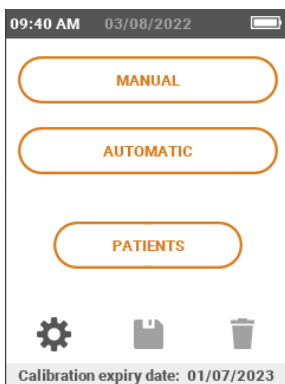 09:40 AM 03/08/2022
MANUAL
AUTOMATIC
PATIENTS
Calibration expiry date: 01/07/2023